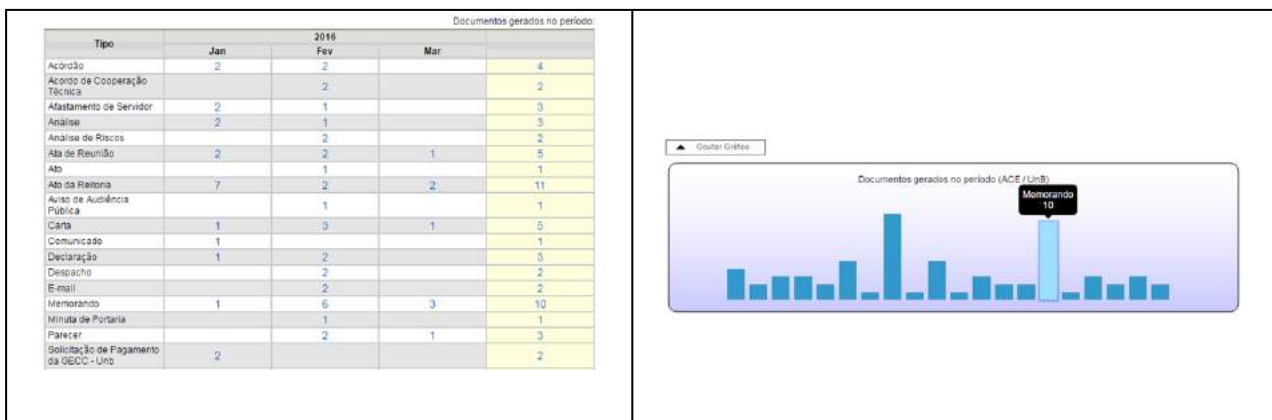 Documentos gerados no período:
Tipo 2016
Jan Fev Mar
Acórdão 2 2 4
Acordo de Cooperação
Técnica 2 2
Afastamento de Servidor 2 1 3
Análise 2 1 3
Análise de Riscos 2 2
Ata de Reunião 2 2 1 5
Ato 1 1
Ato da Reitoria 7 2 2 11
Aviso de Audiência
Pública 1 1
Carta 1 3 1 5
Comunicado 1 1
Declaração 1 2 3
Despacho 2 2
E-mail 2 2
Memorando 1 6 3 10
Minuta de Portaria 1 1
Parecer 2 1 3
Solicitação de Pagamento
da GECC - Unb 2 2
Ocultar Gráfico
Documentos gerados no período (ACE / UnB)
Memorando
10